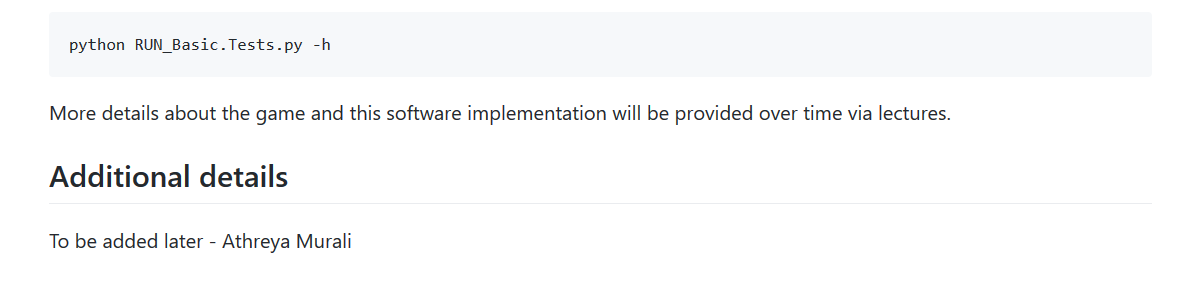 python RUN_Basic.Tests.py -h
More details about the game and this software implementation will be provided over time via lectures.
Additional details
To be added later - Athreya Murali